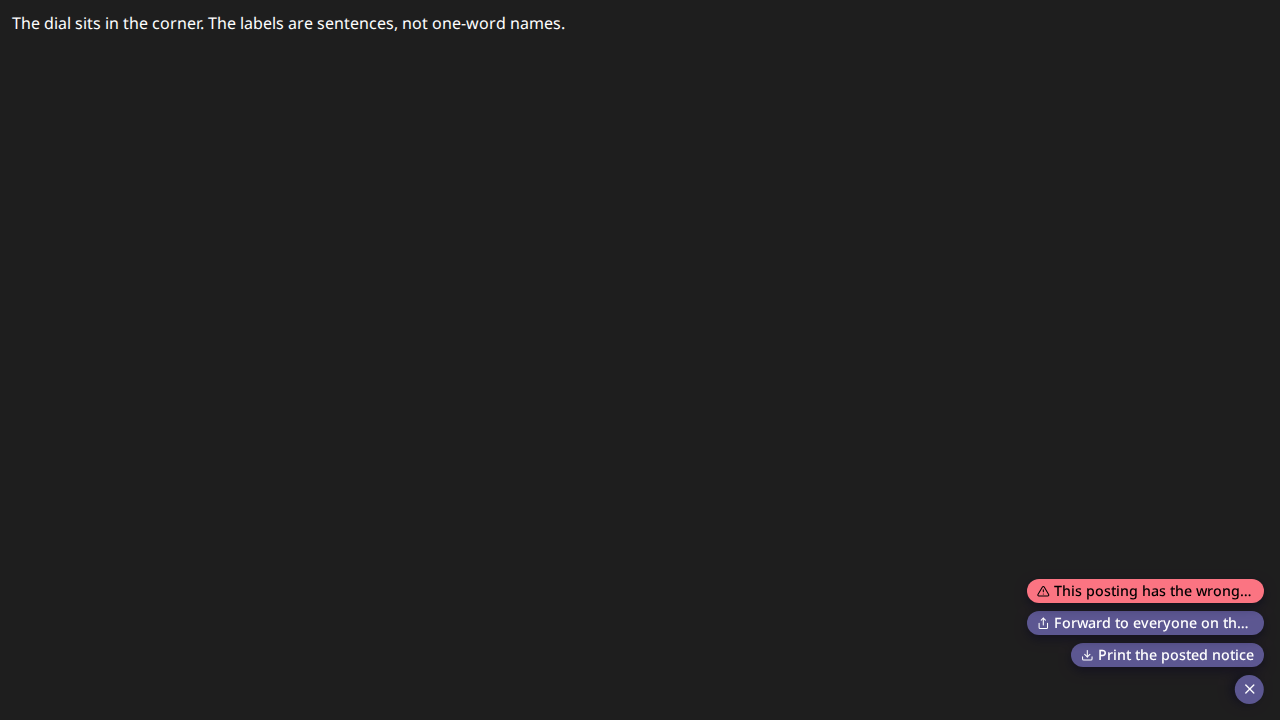 The dial sits in the corner. The labels are sentences, not one-word names.
This posting has the wrong…
Forward to everyone on th…
Print the posted notice